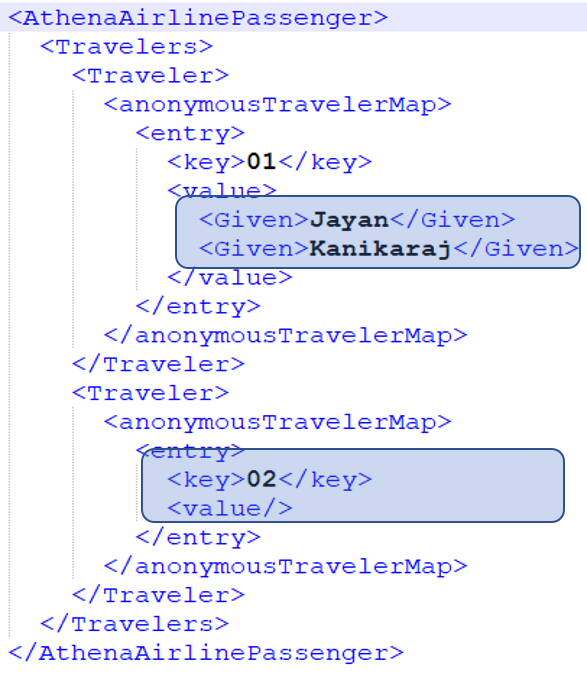 <AthenaAirlinePassenger>
<Travelers>
<Traveler>
<anonymousTravelerMap>
<entry>
<key>01</key>
<value>
<Given>Jayan</Given>
<Given>Kanikaraj</Given>
</value>
</entry>
</anonymousTravelerMap>
</Traveler>
<Traveler>
<anonymousTravelerMap>
<entry>
<key>02</key>
<value/>
</entry>
</anonymousTravelerMap>
</Traveler>
</Travelers>
</AthenaAirlinePassenger>